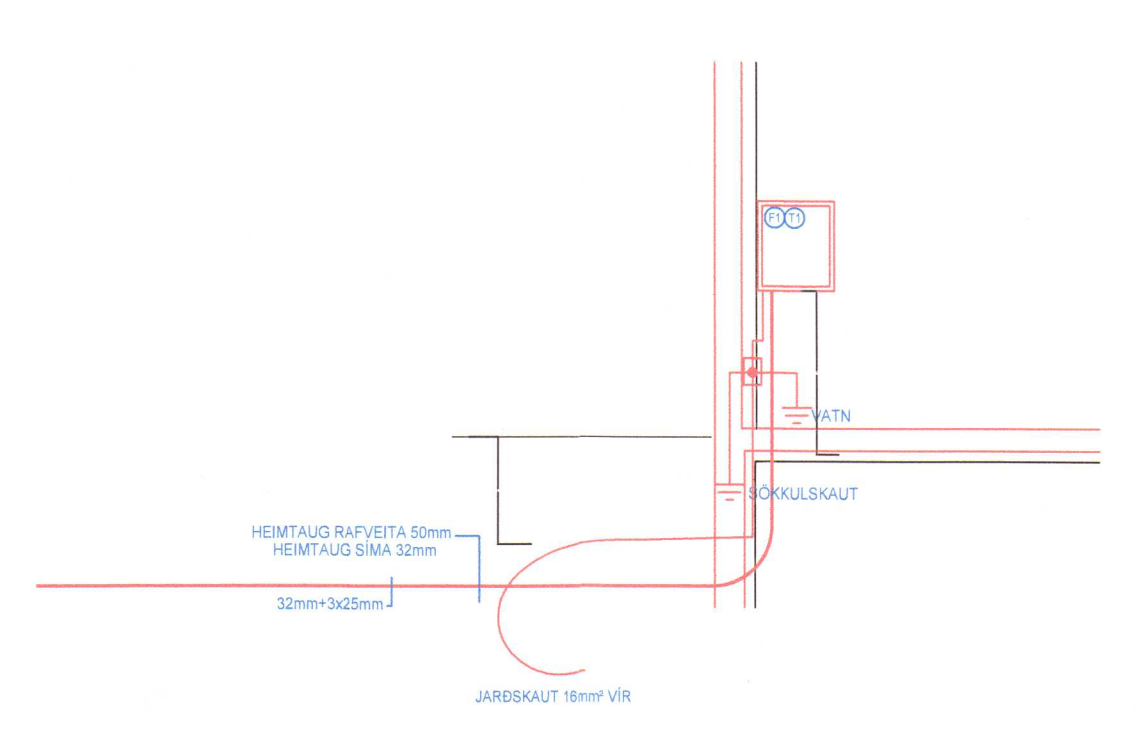 F1 T1
VATN
SÖKKULSKAUT
HEIMTAUG RAFVEITA 50mm
HEIMTAUG SÍMA 32mm
32mm+3x25mm
JARÐSKAUT 16mm² VÍR